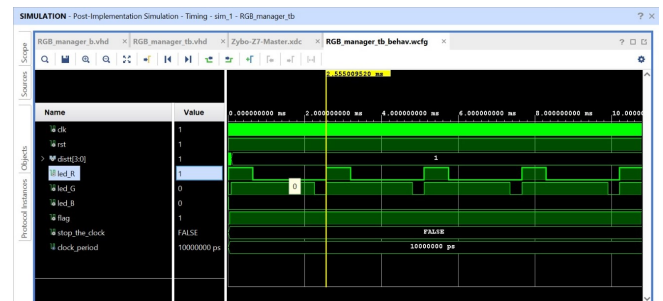 SIMULATION - Post-Implementation Simulation - Timing - sim_1 - RGB_manager_tb
RGB_manager_b.vhd RGB_manager_tb.vhd Zybo-Z7-Master.xdc RGB_manager_tb_behav.wcfg
2.555009520 ms
Name Value 0.000000000 ms 2.000000000 ms 4.000000000 ms 6.000000000 ms 8.000000000 ms 10.0000
clk 1
rst 1
distt[3:0] 1 1
led_R 1
led_G 0 0
led_B 0
flag 1
stop_the_clock FALSE FALSE
clock_period 10000000 ps 10000000 ps
Scope
Sources
Objects
Protocol Instances